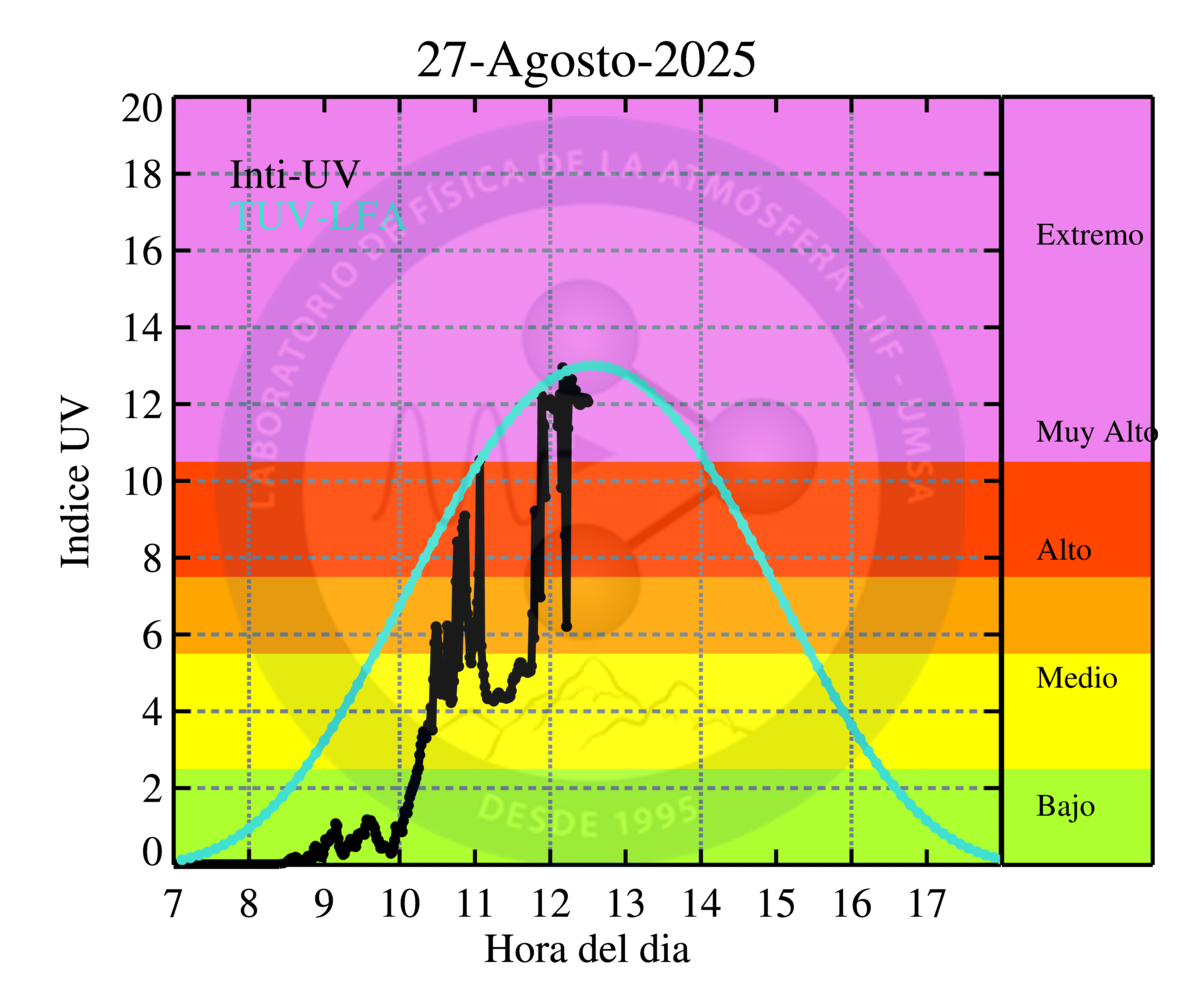 27-Agosto-2025
Inti-UV
TUV-LFA
LABORATORIO DE FÍSICA DE LA ATMÓSFERA - IIF - UMSA
DESDE 1995
Indice UV
20
18
16
14
12
10
8
6
4
2
0
Extremo
Muy Alto
Alto
Medio
Bajo
7 8 9 10 11 12 13 14 15 16 17
Hora del dia